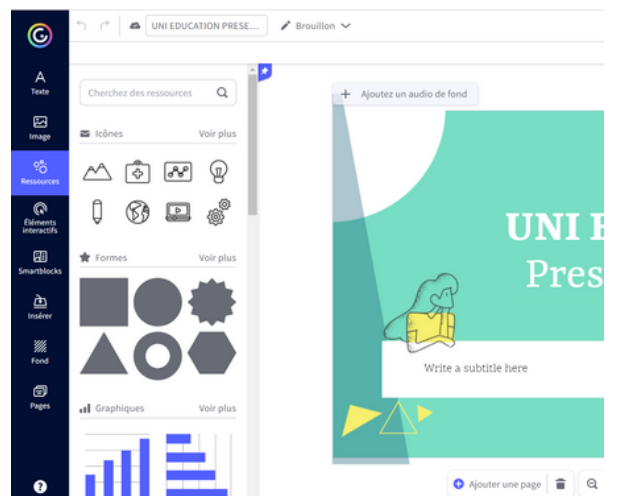 UNI EDUCATION PRESE...
Brouillon
Texte
Image
Ressources
Éléments
interactifs
Smartblocks
Insérer
Fond
Pages
Cherchez des ressources
Icônes
Voir plus
Formes
Voir plus
Graphiques
Voir plus
Ajoutez un audio de fond
UNI E
Pres
Write a subtitle here
Ajouter une page